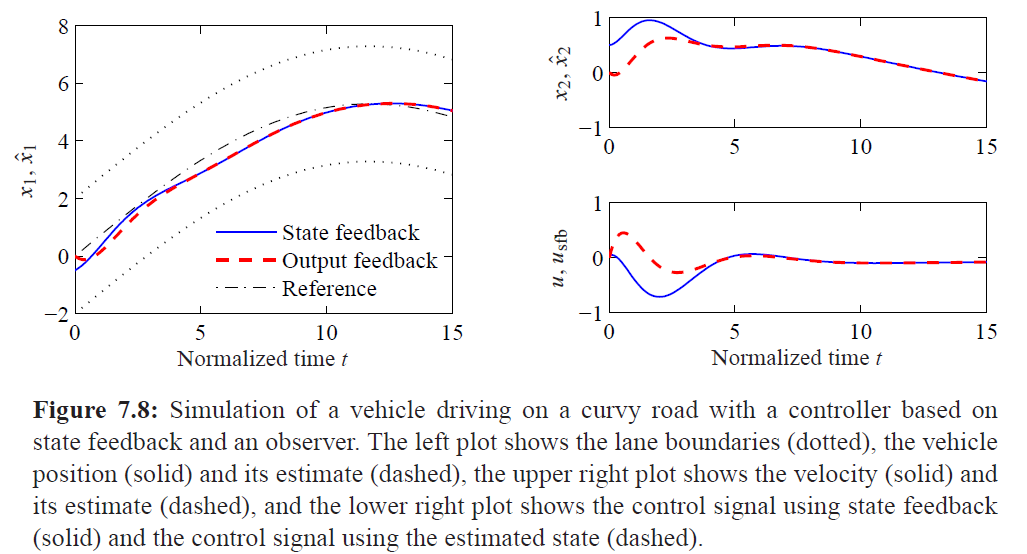 8
6
4
2
0
−2
x1, x̂1
State feedback
Output feedback
Reference
0 5 10 15
Normalized time t
1
0
−1
x2, x̂2
0 5 10 15
1
0
−1
u, usfb
0 5 10 15
Normalized time t
Figure 7.8: Simulation of a vehicle driving on a curvy road with a controller based on
state feedback and an observer. The left plot shows the lane boundaries (dotted), the vehicle
position (solid) and its estimate (dashed), the upper right plot shows the velocity (solid) and
its estimate (dashed), and the lower right plot shows the control signal using state feedback
(solid) and the control signal using the estimated state (dashed).